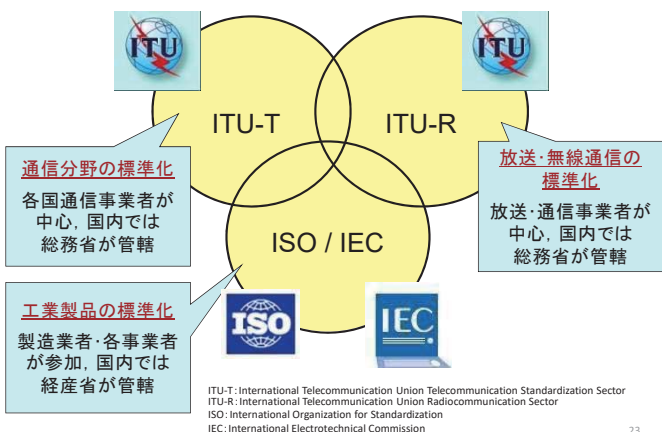 ITU
ITU
ITU-T
ITU-R
通信分野の標準化
各国通信事業者が
中心, 国内では
総務省が管轄
放送･無線通信の
標準化
放送･通信事業者が
中心, 国内では
総務省が管轄
ISO / IEC
工業製品の標準化
製造業者･各事業者
が参加, 国内では
経産省が管轄
ISO
IEC
ITU-T: International Telecommunication Union Telecommunication Standardization Sector
ITU-R: International Telecommunication Union Radiocommunication Sector
ISO: International Organization for Standardization
IEC: International Electrotechnical Commission
23